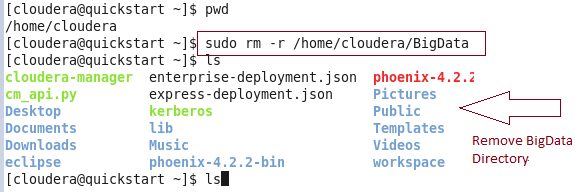 [cloudera@quickstart ~]$ pwd
/home/cloudera
[cloudera@quickstart ~]$ sudo rm -r /home/cloudera/BigData
[cloudera@quickstart ~]$ ls
cloudera-manager enterprise-deployment.json phoenix-4.2.2
cm_api.py express-deployment.json Pictures
Desktop kerberos Public
Documents lib Templates
Downloads Music Videos
eclipse phoenix-4.2.2-bin workspace
[cloudera@quickstart ~]$ ls
Remove BigData
Directory